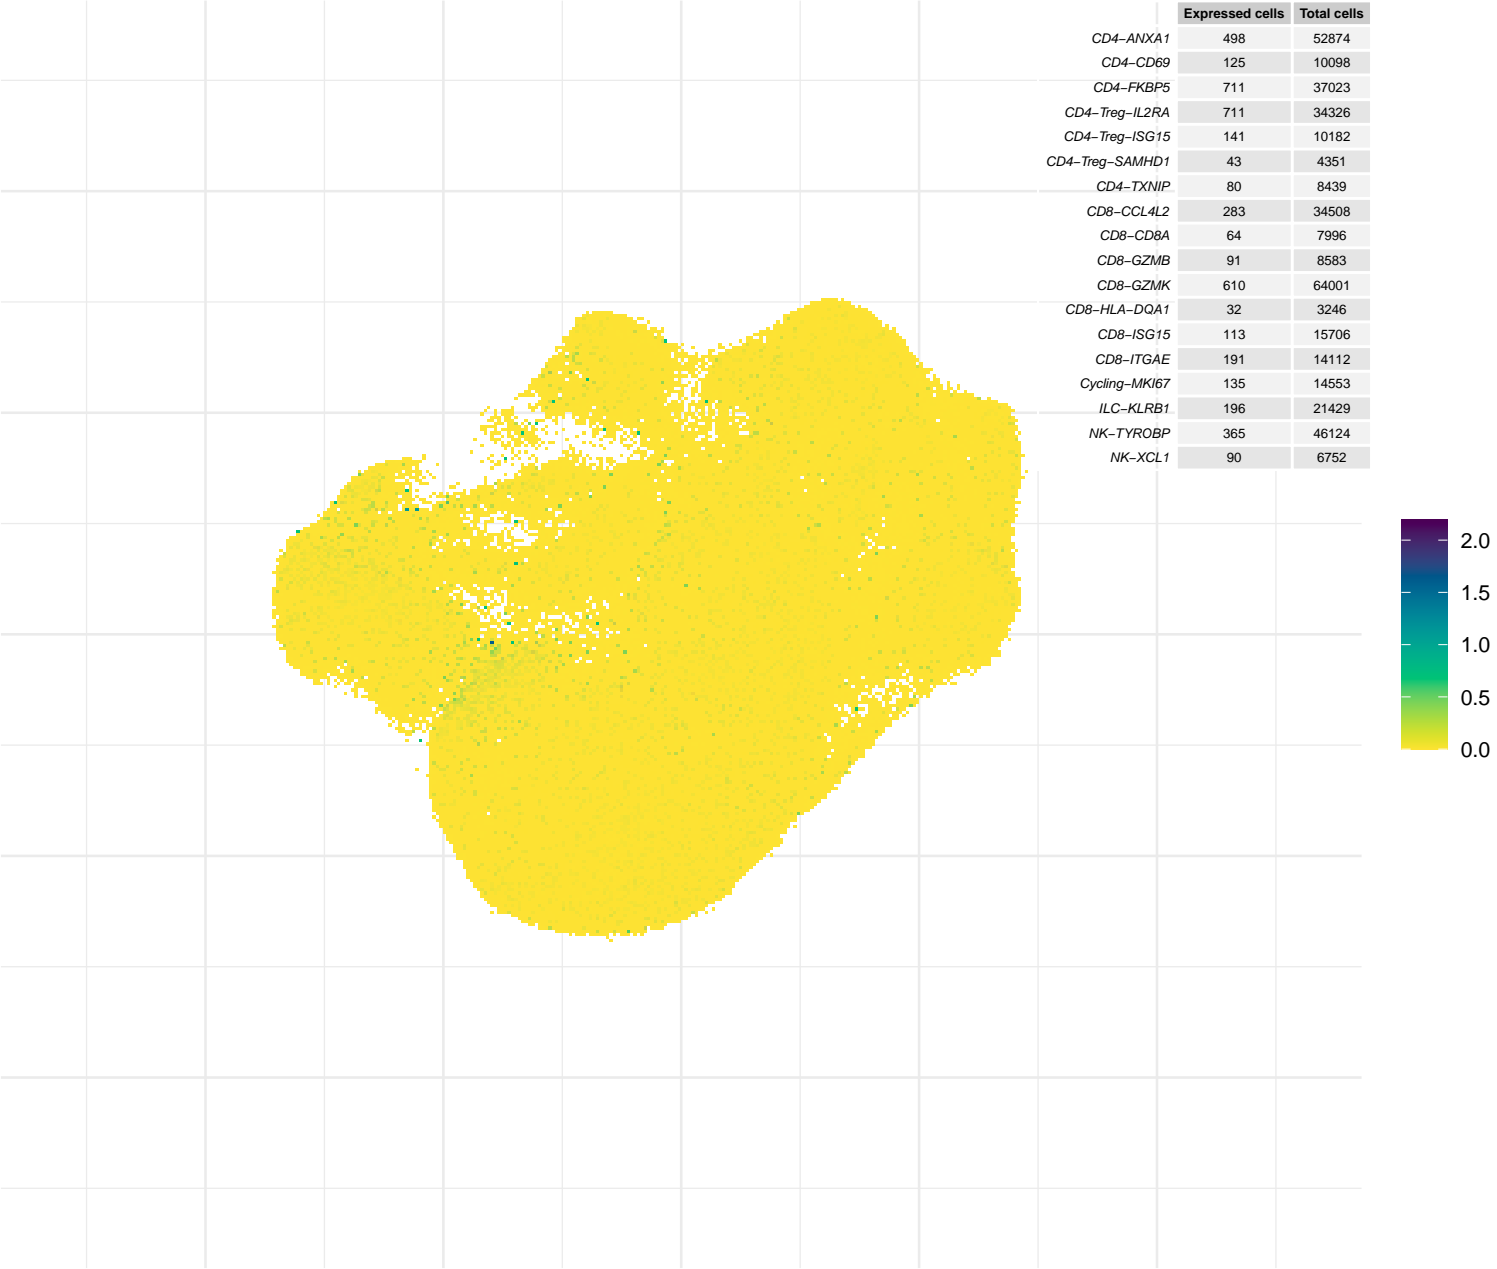 Expressed cells Total cells
CD4−ANXA1 498 52874
CD4−CD69 125 10098
CD4−FKBP5 711 37023
CD4−Treg−IL2RA 711 34326
CD4−Treg−ISG15 141 10182
CD4−Treg−SAMHD1 43 4351
CD4−TXNIP 80 8439
CD8−CCL4L2 283 34508
CD8−CD8A 64 7996
CD8−GZMB 91 8583
CD8−GZMK 610 64001
CD8−HLA−DQA1 32 3246
CD8−ISG15 113 15706
CD8−ITGAE 191 14112
Cycling−MKI67 135 14553
ILC−KLRB1 196 21429
NK−TYROBP 365 46124
NK−XCL1 90 6752
2.0
1.5
1.0
0.5
0.0